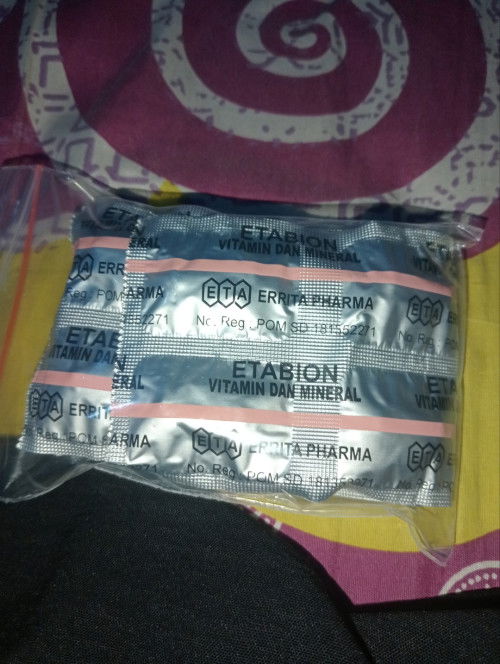 ETABION
VITAMIN DAN MINERAL
ETA ERRITA PHARMA
No. Reg. POM SD 181552271
ETABION
VITAMIN DAN MINERAL
ETA ERRITA PHARMA
No. Reg. POM SD